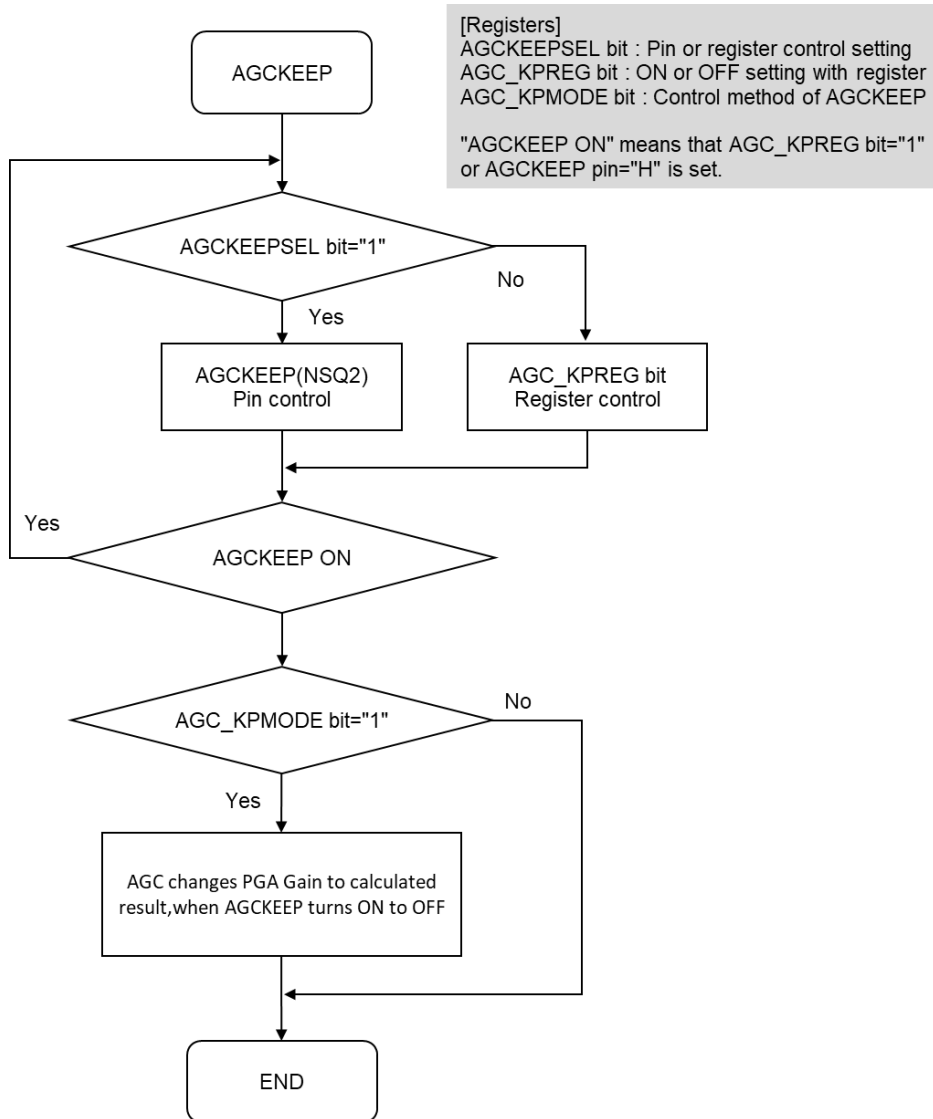 [Registers]
AGCKEEPSEL bit : Pin or register control setting
AGC_KPREG bit : ON or OFF setting with register
AGC_KPMODE bit : Control method of AGCKEEP
"AGCKEEP ON" means that AGC_KPREG bit="1"
or AGCKEEP pin="H" is set.
AGCKEEP
AGCKEEPSEL bit="1"
No
Yes
AGCKEEP(NSQ2)
Pin control
AGC_KPREG bit
Register control
Yes
AGCKEEP ON
AGC_KPMODE bit="1"
No
Yes
AGC changes PGA Gain to calculated
result,when AGCKEEP turns ON to OFF
END